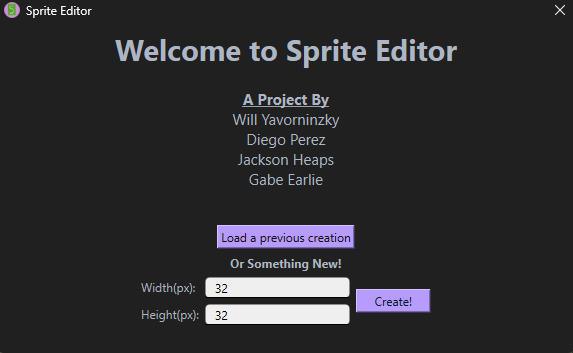 Sprite Editor
Welcome to Sprite Editor
A Project By
Will Yavorninzky
Diego Perez
Jackson Heaps
Gabe Earlie
Load a previous creation
Or Something New!
Width(px): 32
Height(px): 32
Create!